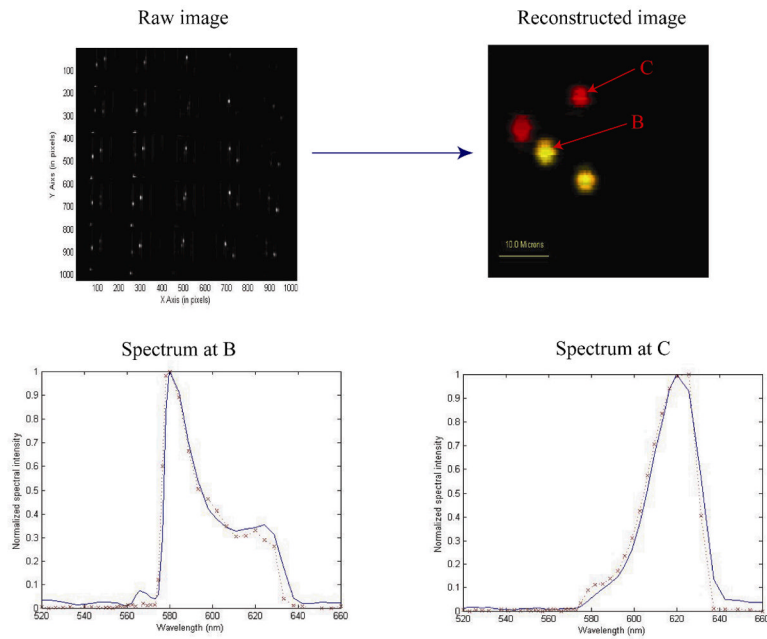 Raw image
Reconstructed image
C
B
10.0 Microns
Y Axis (in pixels)
100
200
300
400
500
600
700
800
900
1000
100 200 300 400 500 600 700 800 900 1000
X Axis (in pixels)
Spectrum at B
Spectrum at C
Normalized spectral intensity
1
0.9
0.8
0.7
0.6
0.5
0.4
0.3
0.2
0.1
0
520 540 560 580 600 620 640 660
Wavelength (nm)
Normalized spectral intensity
1
0.9
0.8
0.7
0.6
0.5
0.4
0.3
0.2
0.1
0
520 540 560 580 600 620 640 660
Wavelength (nm)